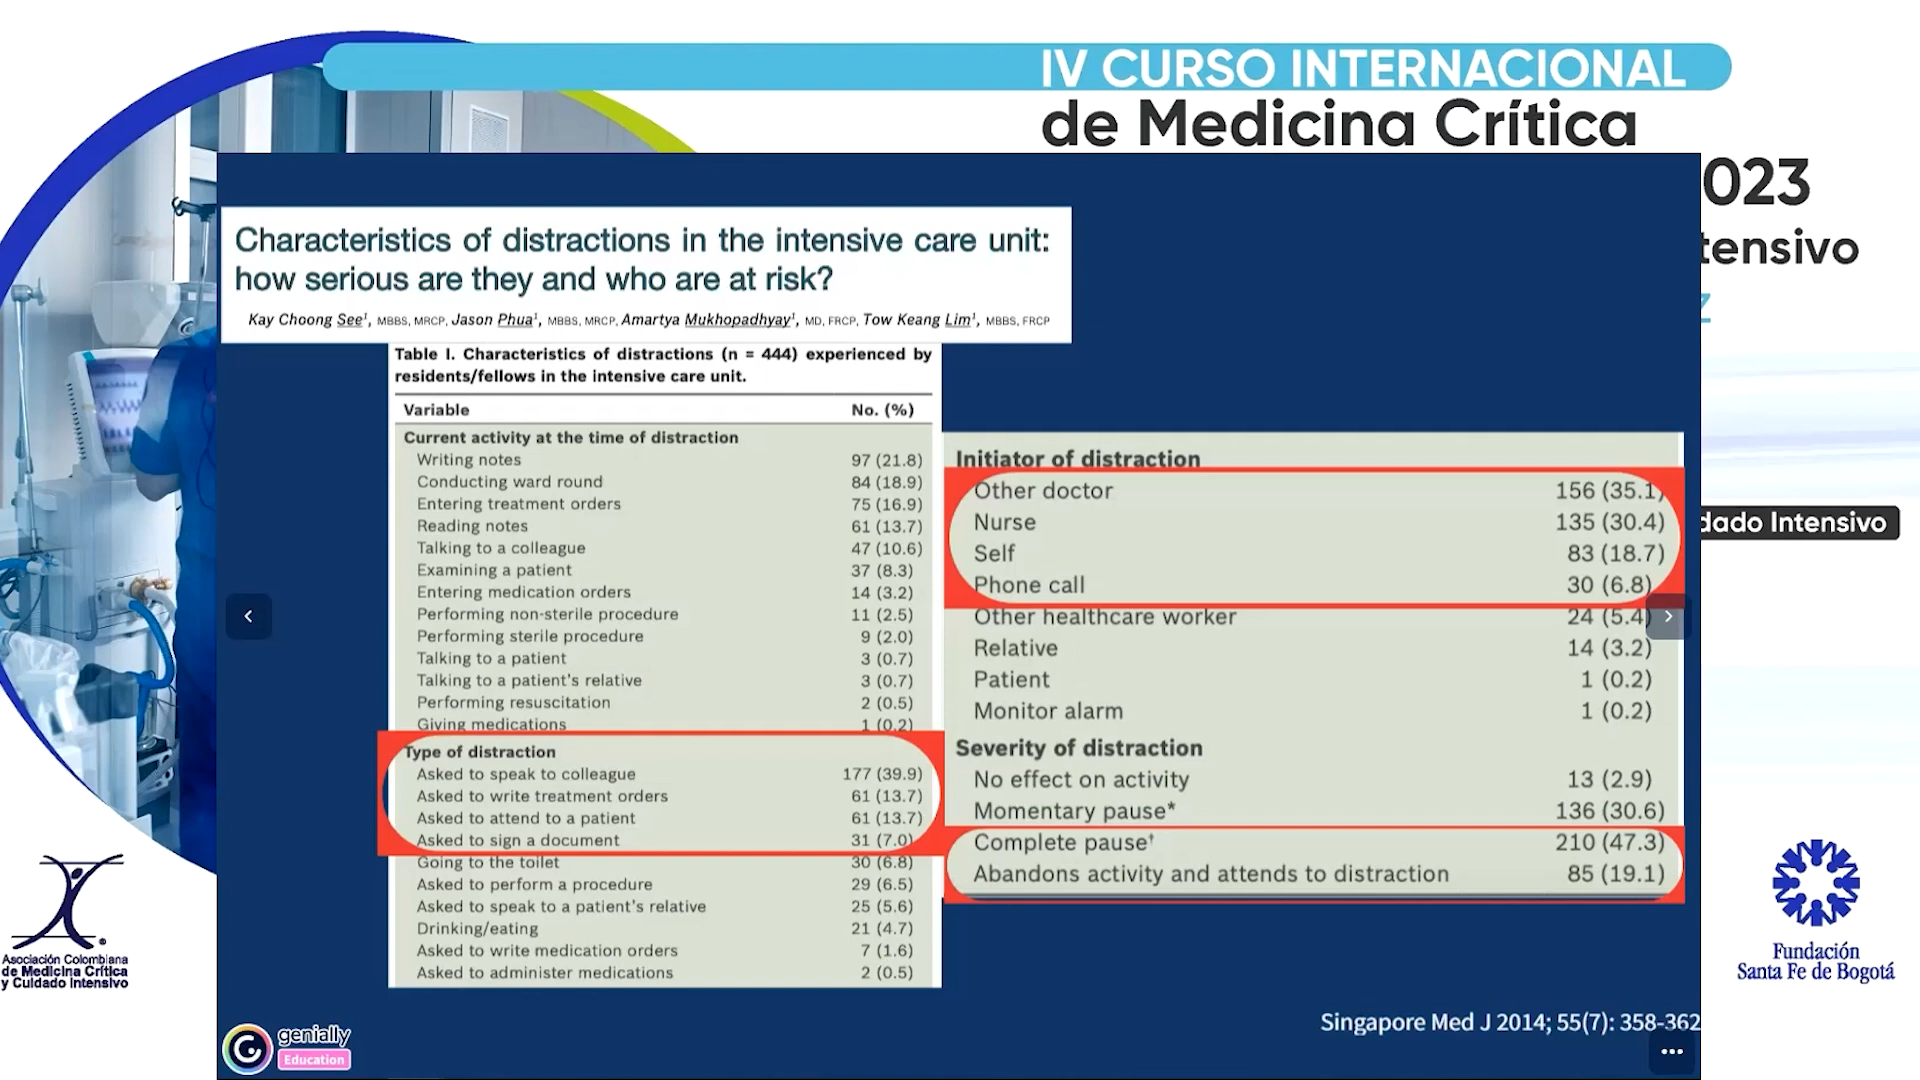 IV CURSO INTERNACIONAL
de Medicina Crítica
023
tensivo
Characteristics of distractions in the intensive care unit:
how serious are they and who are at risk?
Kay Choong See¹, MBBS, MRCP, Jason Phua¹, MBBS, MRCP, Amartya Mukhopadhyay¹, MD, FRCP, Tow Keang Lim¹, MBBS, FRCP
Table I. Characteristics of distractions (n = 444) experienced by
residents/fellows in the intensive care unit.
Variable No. (%)
Current activity at the time of distraction
Writing notes 97 (21.8)
Conducting ward round 84 (18.9)
Entering treatment orders 75 (16.9)
Reading notes 61 (13.7)
Talking to a colleague 47 (10.6)
Examining a patient 37 (8.3)
Entering medication orders 14 (3.2)
Performing non-sterile procedure 11 (2.5)
Performing sterile procedure 9 (2.0)
Talking to a patient 3 (0.7)
Talking to a patient's relative 3 (0.7)
Performing resuscitation 2 (0.5)
Giving medications 1 (0.2)
Type of distraction
Asked to speak to colleague 177 (39.9)
Asked to write treatment orders 61 (13.7)
Asked to attend to a patient 61 (13.7)
Asked to sign a document 31 (7.0)
Going to the toilet 30 (6.8)
Asked to perform a procedure 29 (6.5)
Asked to speak to a patient's relative 25 (5.6)
Drinking/eating 21 (4.7)
Asked to write medication orders 7 (1.6)
Asked to administer medications 2 (0.5)
Initiator of distraction
Other doctor 156 (35.1)
Nurse 135 (30.4)
Self 83 (18.7)
Phone call 30 (6.8)
Other healthcare worker 24 (5.4)
Relative 14 (3.2)
Patient 1 (0.2)
Monitor alarm 1 (0.2)
Severity of distraction
No effect on activity 13 (2.9)
Momentary pause* 136 (30.6)
Complete pause† 210 (47.3)
Abandons activity and attends to distraction 85 (19.1)
dado Intensivo
Singapore Med J 2014; 55(7): 358-362
genially
Education
Asociación Colombiana
de Medicina Crítica
y Cuidado Intensivo
Fundación
Santa Fe de Bogotá